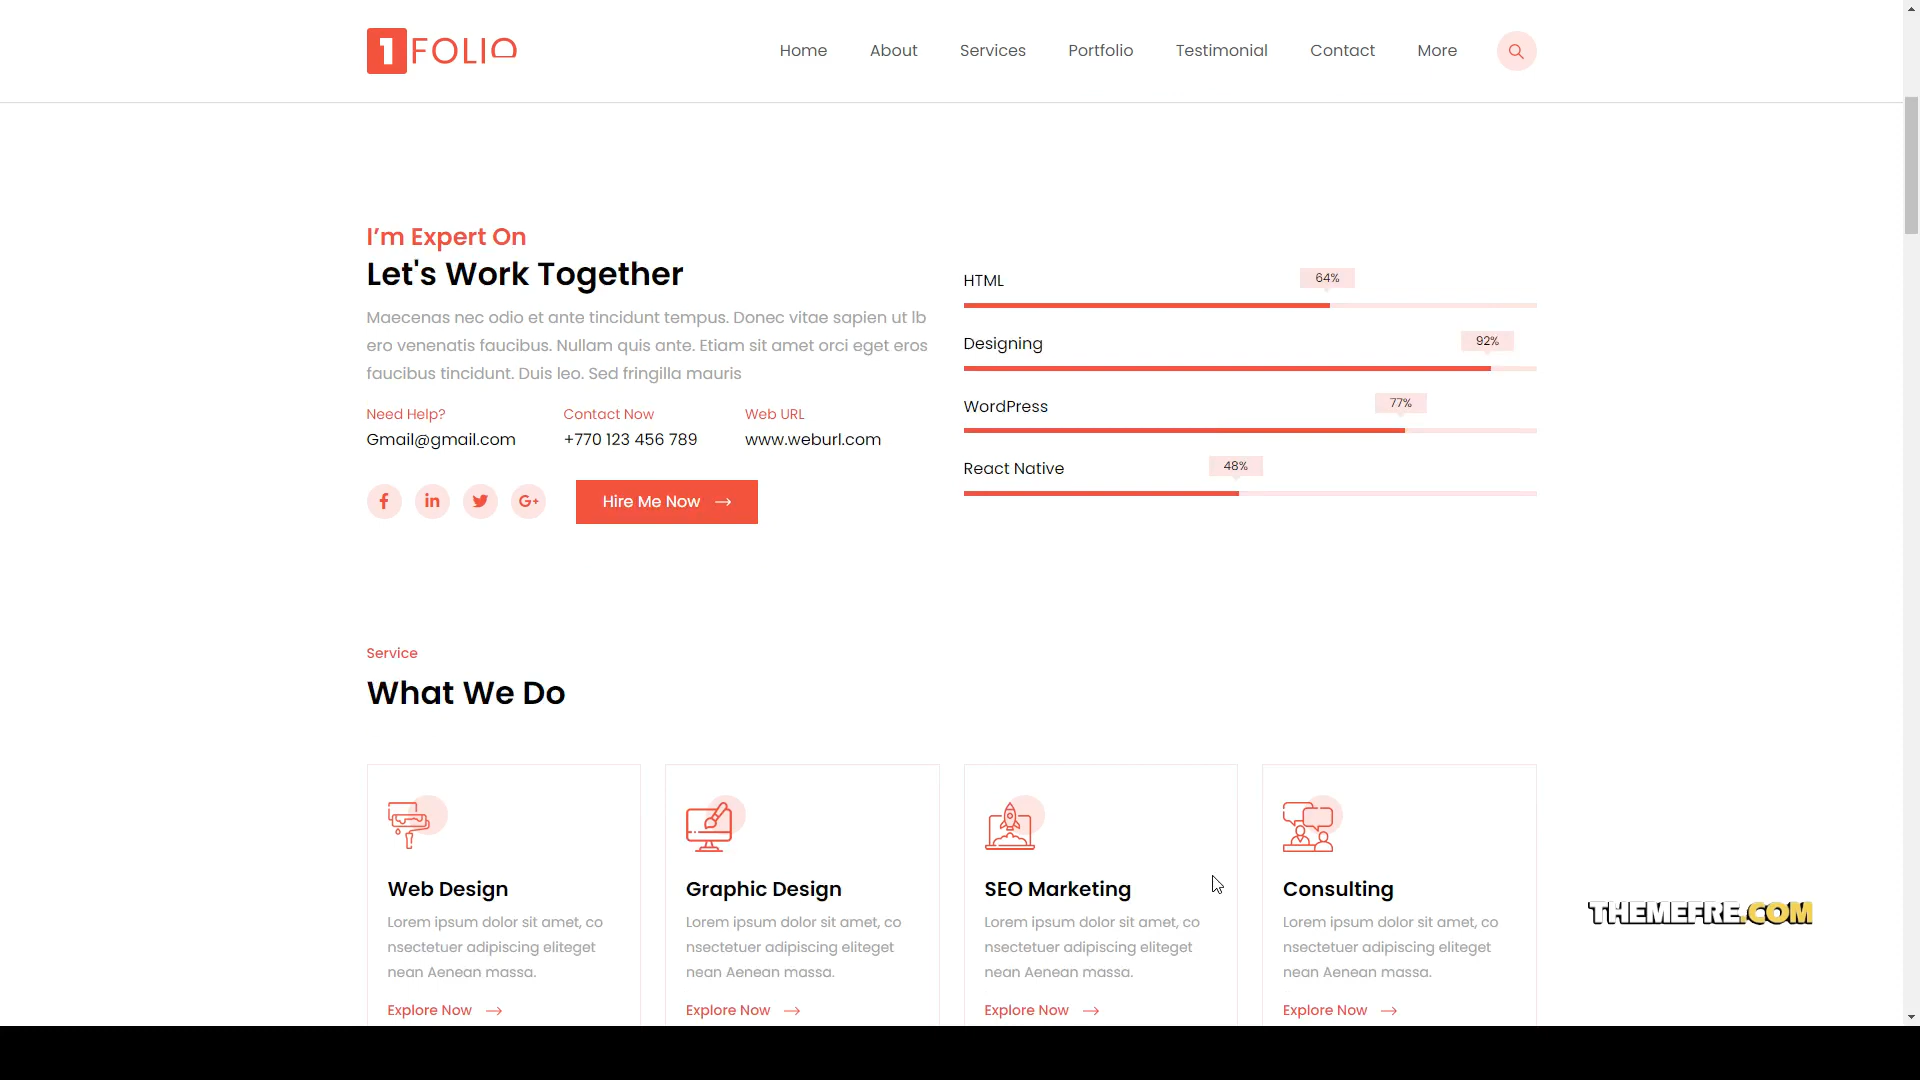 1 FOLIO
Home About Services Portfolio Testimonial Contact More
I’m Expert On
Let's Work Together
Maecenas nec odio et ante tincidunt tempus. Donec vitae sapien ut lb
ero venenatis faucibus. Nullam quis ante. Etiam sit amet orci eget eros
faucibus tincidunt. Duis leo. Sed fringilla mauris
Need Help? Contact Now Web URL
Gmail@gmail.com +770 123 456 789 www.weburl.com
f in G+
Hire Me Now
HTML 64%
Designing 92%
WordPress 77%
React Native 48%
Service
What We Do
Web Design
Lorem ipsum dolor sit amet, co
nsectetuer adipiscing eliteget
nean Aenean massa.
Explore Now
Graphic Design
Lorem ipsum dolor sit amet, co
nsectetuer adipiscing eliteget
nean Aenean massa.
Explore Now
SEO Marketing
Lorem ipsum dolor sit amet, co
nsectetuer adipiscing eliteget
nean Aenean massa.
Explore Now
Consulting
Lorem ipsum dolor sit amet, co
nsectetuer adipiscing eliteget
nean Aenean massa.
Explore Now
THEMEFRE.COM